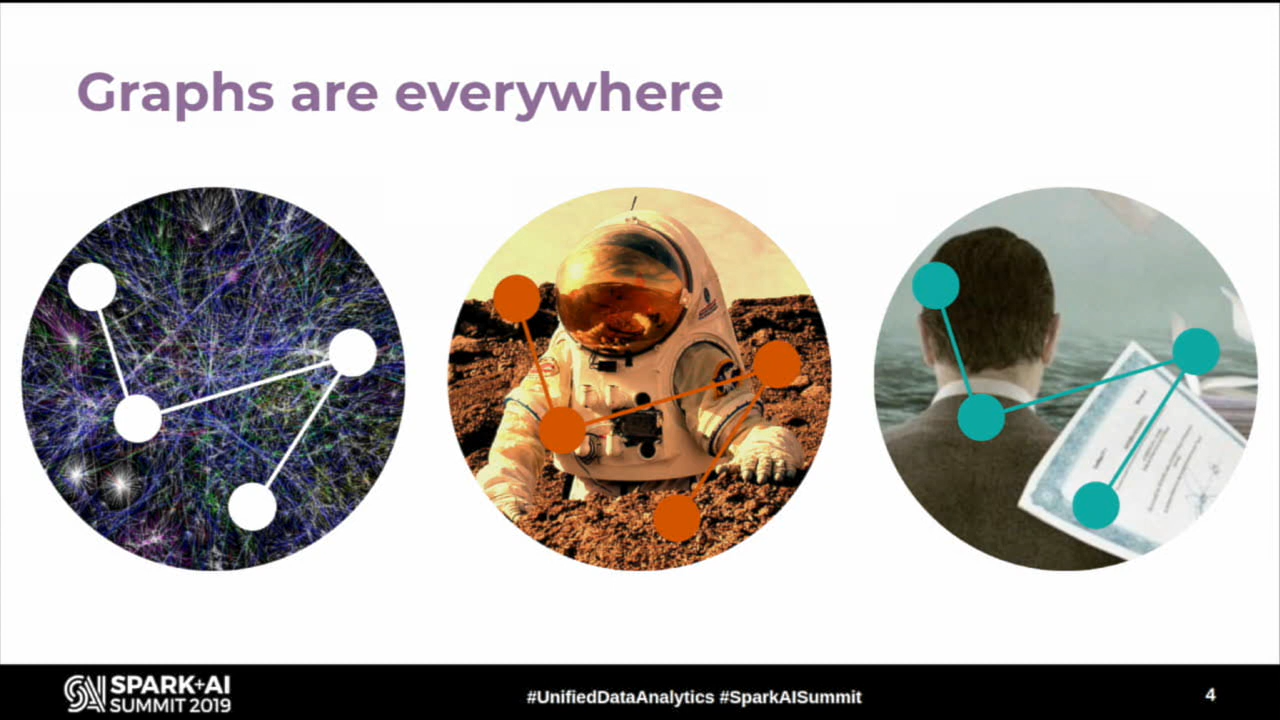 Graphs are everywhere
SPARK+AI
SUMMIT 2019
#UnifiedDataAnalytics #SparkAISummit
4